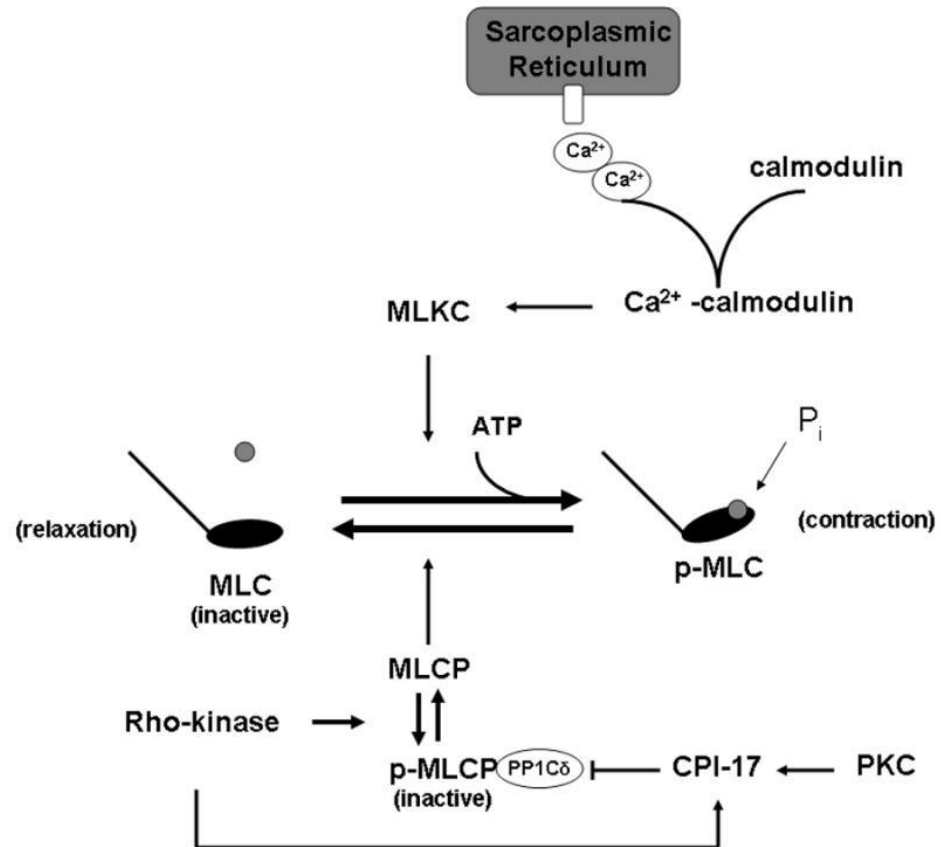 Sarcoplasmic
Reticulum
Ca²⁺
Ca²⁺
calmodulin
MLKC
Ca²⁺ -calmodulin
ATP
Pᵢ
(relaxation)
(contraction)
MLC
(inactive)
p-MLC
MLCP
Rho-kinase
p-MLCP PP1Cδ CPI-17 PKC
(inactive)